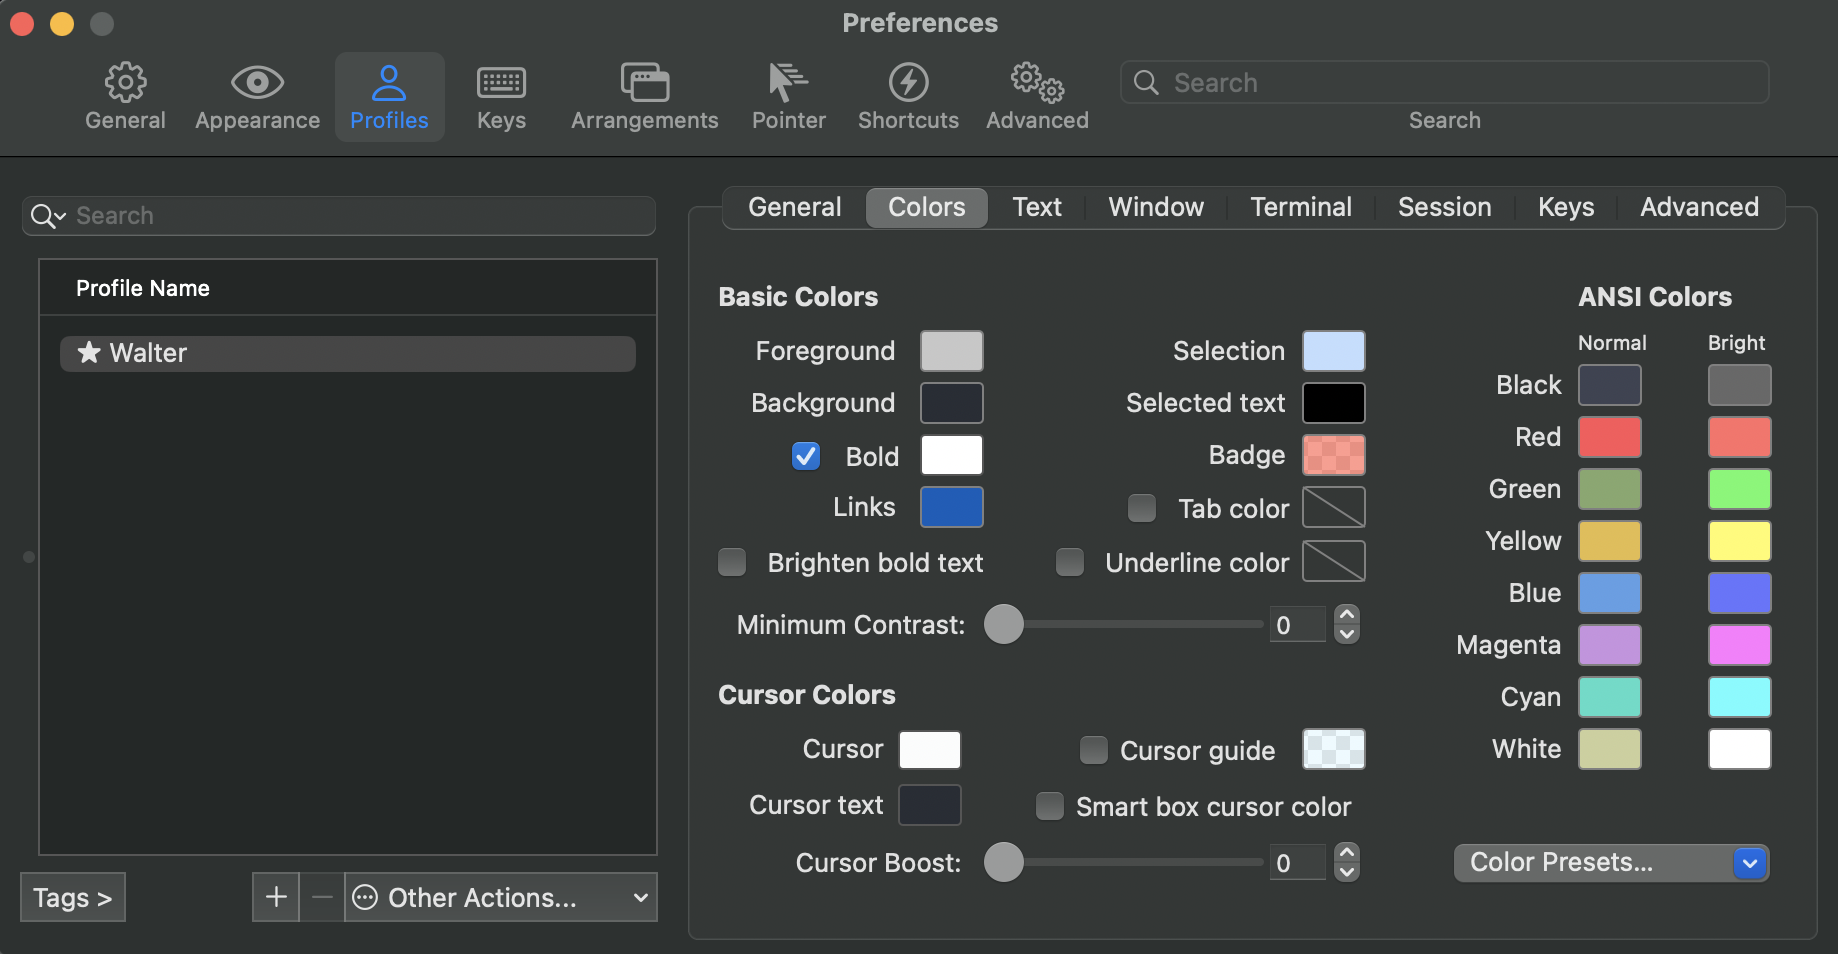 Preferences
General
Appearance
Profiles
Keys
Arrangements
Pointer
Shortcuts
Advanced
Search
Search
Search
Profile Name
Walter
Tags >
+
−
Other Actions...
General
Colors
Text
Window
Terminal
Session
Keys
Advanced
Basic Colors
Foreground
Background
Bold
Links
Brighten bold text
Selection
Selected text
Badge
Tab color
Underline color
Minimum Contrast:
0
Cursor Colors
Cursor
Cursor text
Cursor guide
Smart box cursor color
Cursor Boost:
0
ANSI Colors
Normal
Bright
Black
Red
Green
Yellow
Blue
Magenta
Cyan
White
Color Presets...